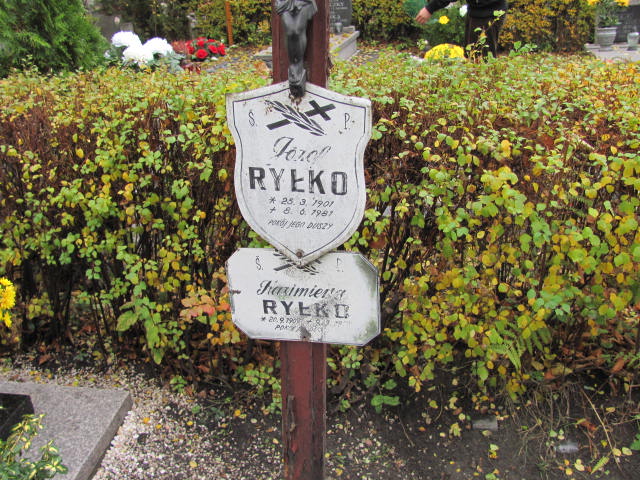 Ś. P.
Józef
RYŁKO
* 25. 3. 1901
+ 8. 6. 1981
POKÓJ JEGO DUSZY
Ś. P.
Kazimiera
RYŁKO